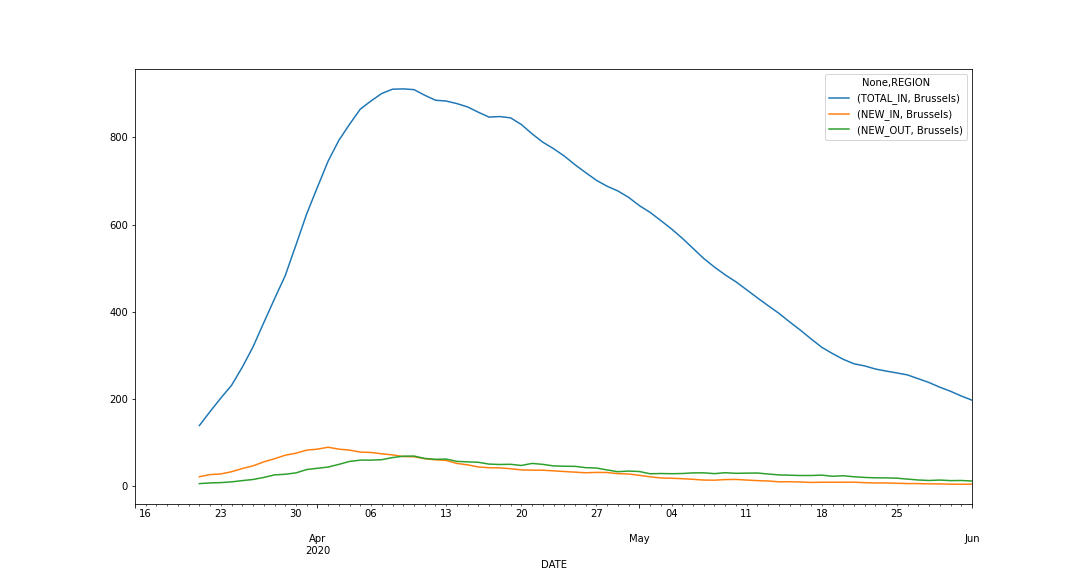 None,REGION
(TOTAL_IN, Brussels)
(NEW_IN, Brussels)
(NEW_OUT, Brussels)
800
600
400
200
0
16 23 30 06 13 20 27 04 11 18 25
Apr May Jun
2020
DATE